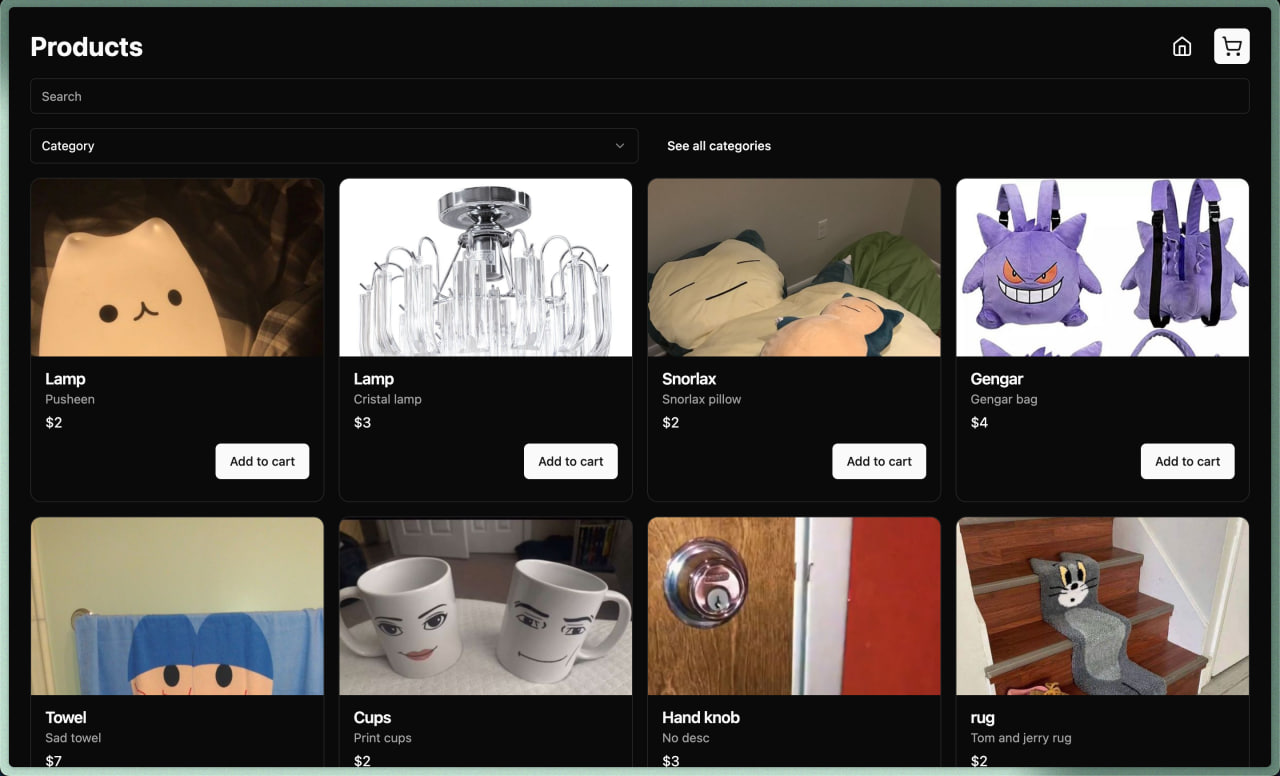 Products
Search
Category
See all categories
Lamp
Pusheen
$2
Add to cart
Lamp
Cristal lamp
$3
Add to cart
Snorlax
Snorlax pillow
$2
Add to cart
Gengar
Gengar bag
$4
Add to cart
Towel
Sad towel
$7
Cups
Print cups
$2
Hand knob
No desc
$3
rug
Tom and jerry rug
$2